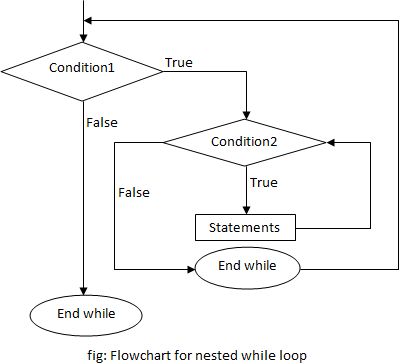 Condition1
True
False
Condition2
False
True
Statements
End while
End while
fig: Flowchart for nested while loop